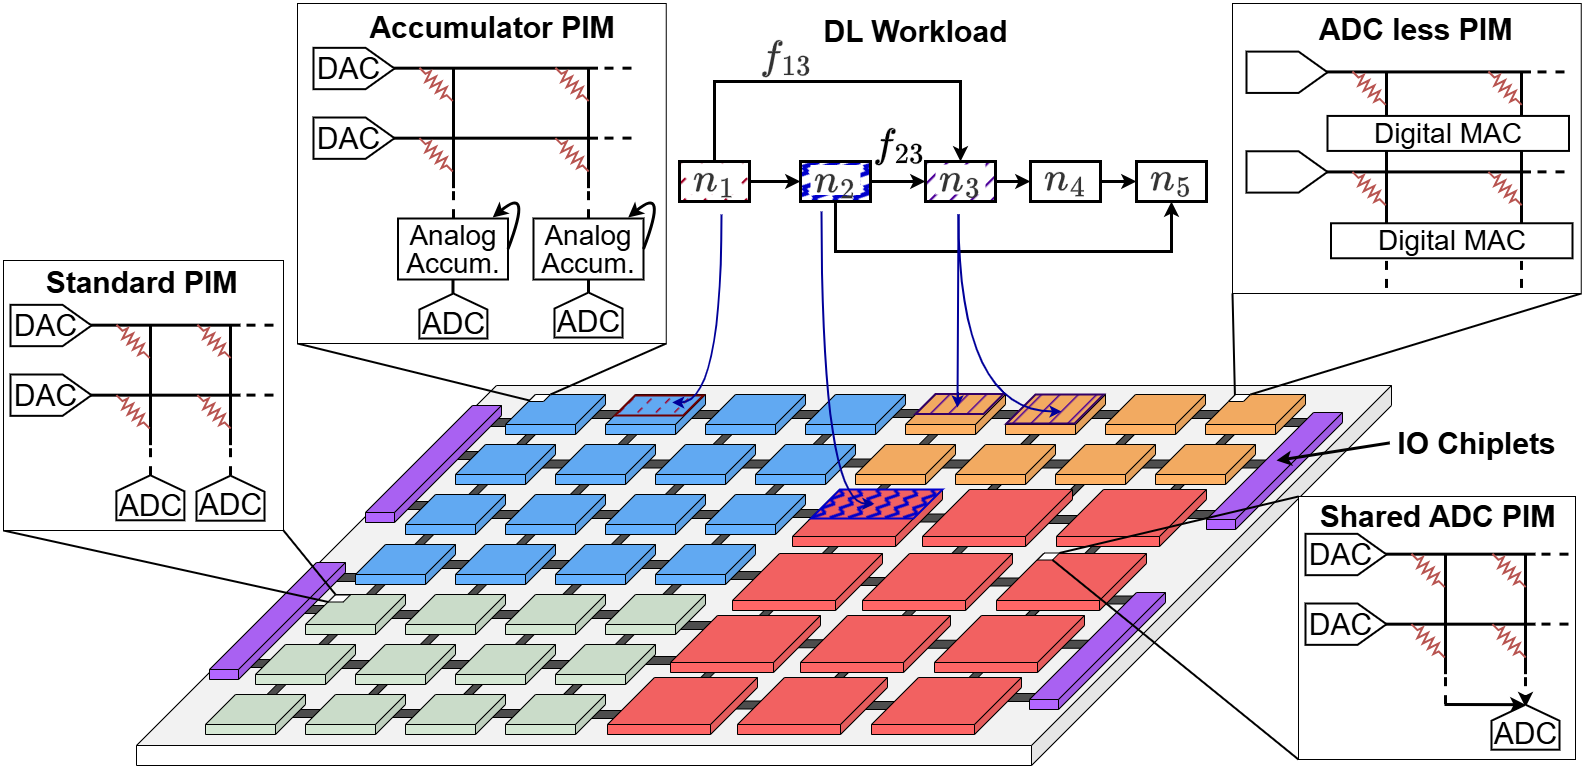 Accumulator PIM
DAC
DAC
Analog
Accum.
Analog
Accum.
ADC
ADC
DL Workload
f13
f23
n1
n2
n3
n4
n5
ADC less PIM
Digital MAC
Digital MAC
Standard PIM
DAC
DAC
ADC
ADC
IO Chiplets
Shared ADC PIM
DAC
DAC
ADC